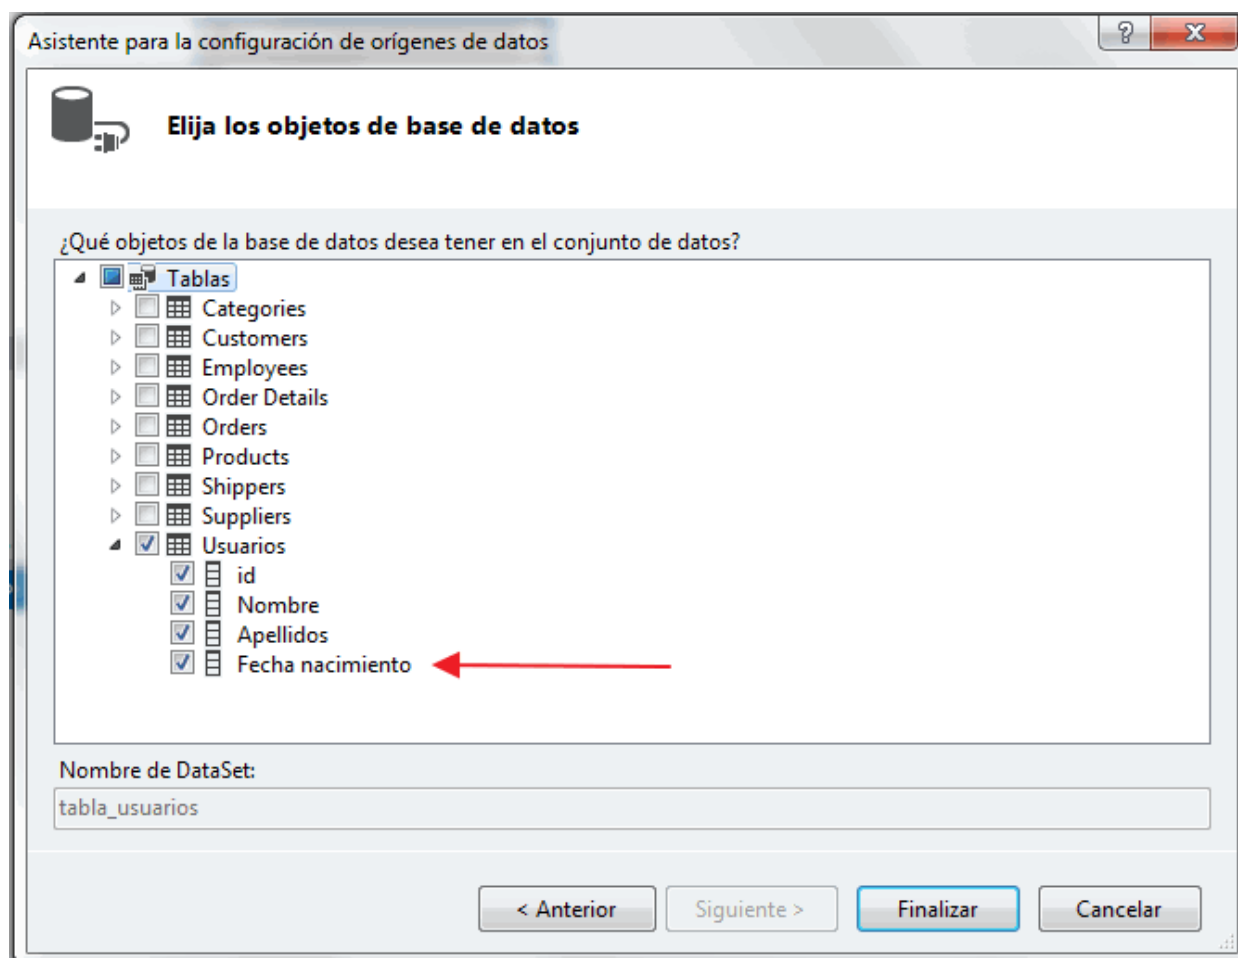 Asistente para la configuración de orígenes de datos
Elija los objetos de base de datos
¿Qué objetos de la base de datos desea tener en el conjunto de datos?
Tablas
Categories
Customers
Employees
Order Details
Orders
Products
Shippers
Suppliers
Usuarios
id
Nombre
Apellidos
Fecha nacimiento
Nombre de DataSet:
tabla_usuarios
< Anterior Siguiente > Finalizar Cancelar